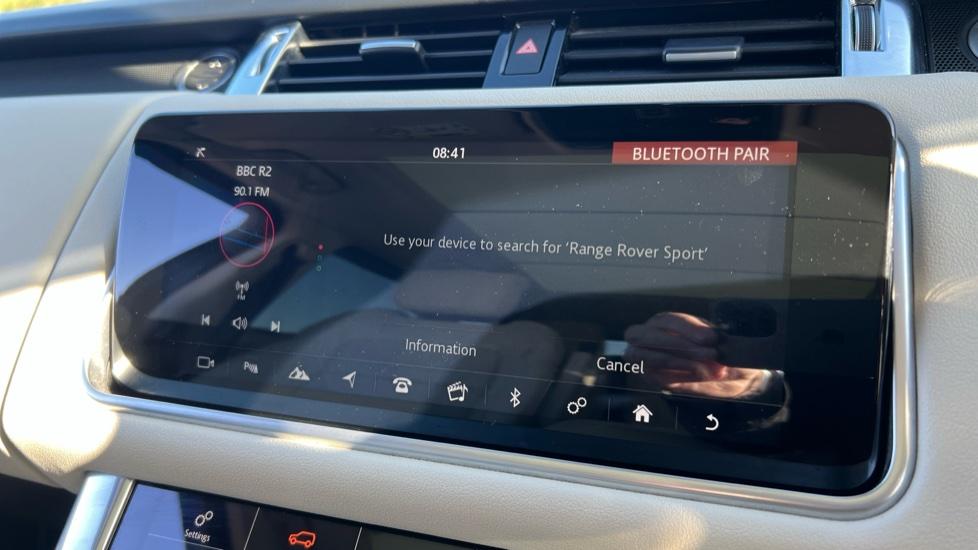 08:41
BLUETOOTH PAIR
BBC R2
90.1 FM
Use your device to search for ‘Range Rover Sport’
FM
Information
Cancel
Settings